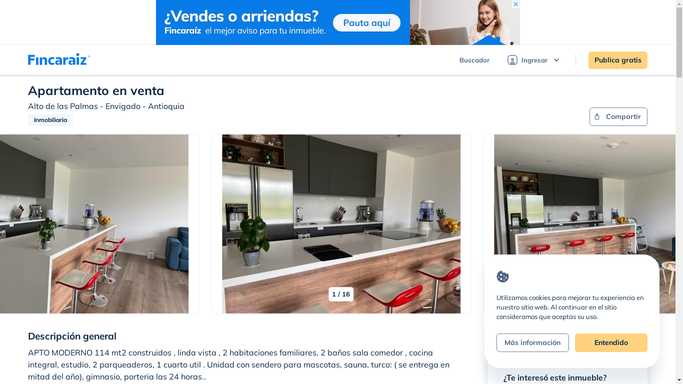 ¿Vendes o arriendas?
Fincaraíz el mejor aviso para tu inmueble.
Pauta aquí
Fincaraíz
Buscador
Ingresar
Publica gratis
Apartamento en venta
Alto de las Palmas - Envigado - Antioquia
Inmobiliaria
Compartir
1 / 16
Utilizamos cookies para mejorar tu experiencia en
nuestro sitio web. Al continuar en el sitio
consideramos que aceptas su uso.
Más información
Entendido
Descripción general
APTO MODERNO 114 mt2 construidos , linda vista , 2 habitaciones familiares, 2 baños sala comedor , cocina
integral, estudio, 2 parqueaderos, 1 cuarto util . Unidad con sendero para mascotas, sauna, turco: ( se entrega en
mitad del año), gimnasio, porteria las 24 horas..
¿Te interesó este inmueble?